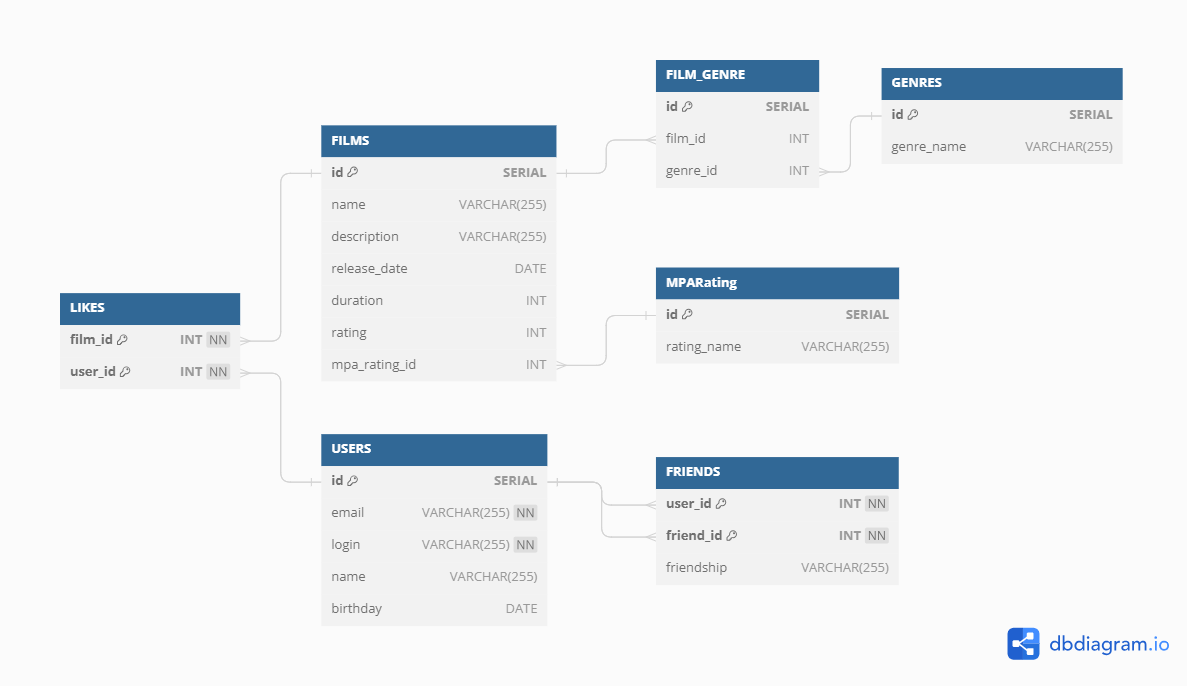 FILM_GENRE
id SERIAL
film_id INT
genre_id INT
GENRES
id SERIAL
genre_name VARCHAR(255)
FILMS
id SERIAL
name VARCHAR(255)
description VARCHAR(255)
release_date DATE
duration INT
rating INT
mpa_rating_id INT
MPARating
id SERIAL
rating_name VARCHAR(255)
LIKES
film_id INT NN
user_id INT NN
USERS
id SERIAL
email VARCHAR(255) NN
login VARCHAR(255) NN
name VARCHAR(255)
birthday DATE
FRIENDS
user_id INT NN
friend_id INT NN
friendship VARCHAR(255)
dbdiagram.io